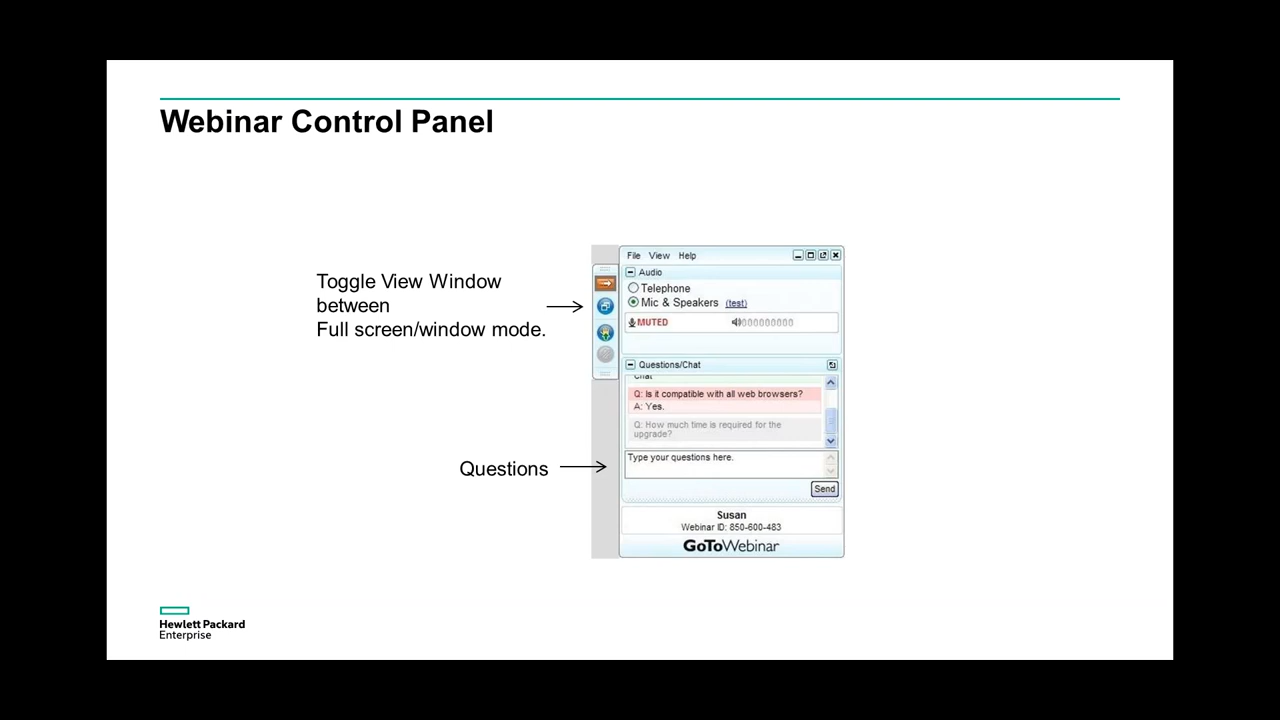 Webinar Control Panel
Toggle View Window
between
Full screen/window mode.
Questions
File View Help
Audio
Telephone
Mic & Speakers (test)
MUTED
Questions/Chat
Chat
Q: Is it compatible with all web browsers?
A: Yes.
Q: How much time is required for the
upgrade?
Type your questions here.
Send
Susan
Webinar ID: 850-600-483
GoToWebinar
Hewlett Packard
Enterprise